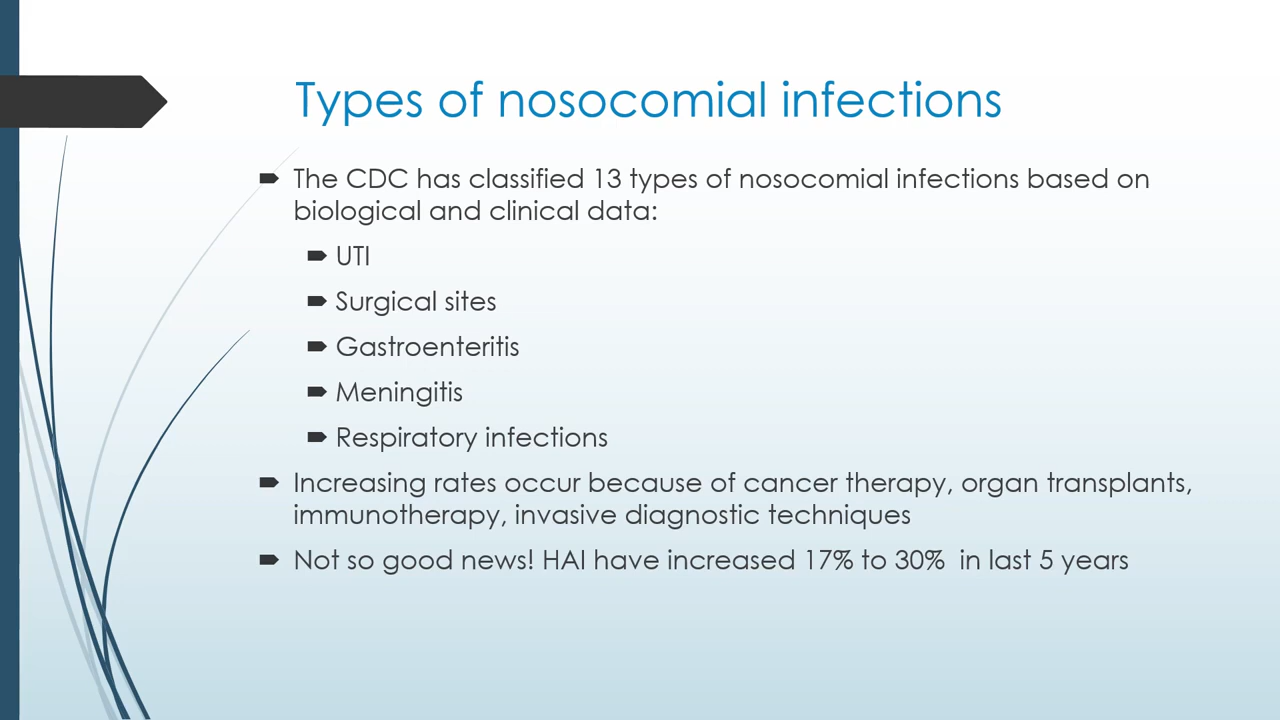 Types of nosocomial infections
The CDC has classified 13 types of nosocomial infections based on
biological and clinical data:
UTI
Surgical sites
Gastroenteritis
Meningitis
Respiratory infections
Increasing rates occur because of cancer therapy, organ transplants,
immunotherapy, invasive diagnostic techniques
Not so good news! HAI have increased 17% to 30%  in last 5 years